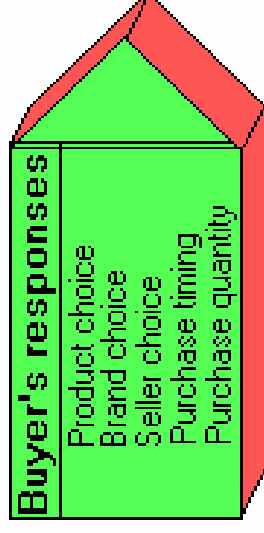 Buyer's responses
Product choice
Brand choice
Seller choice
Purchase timing
Purchase quantity